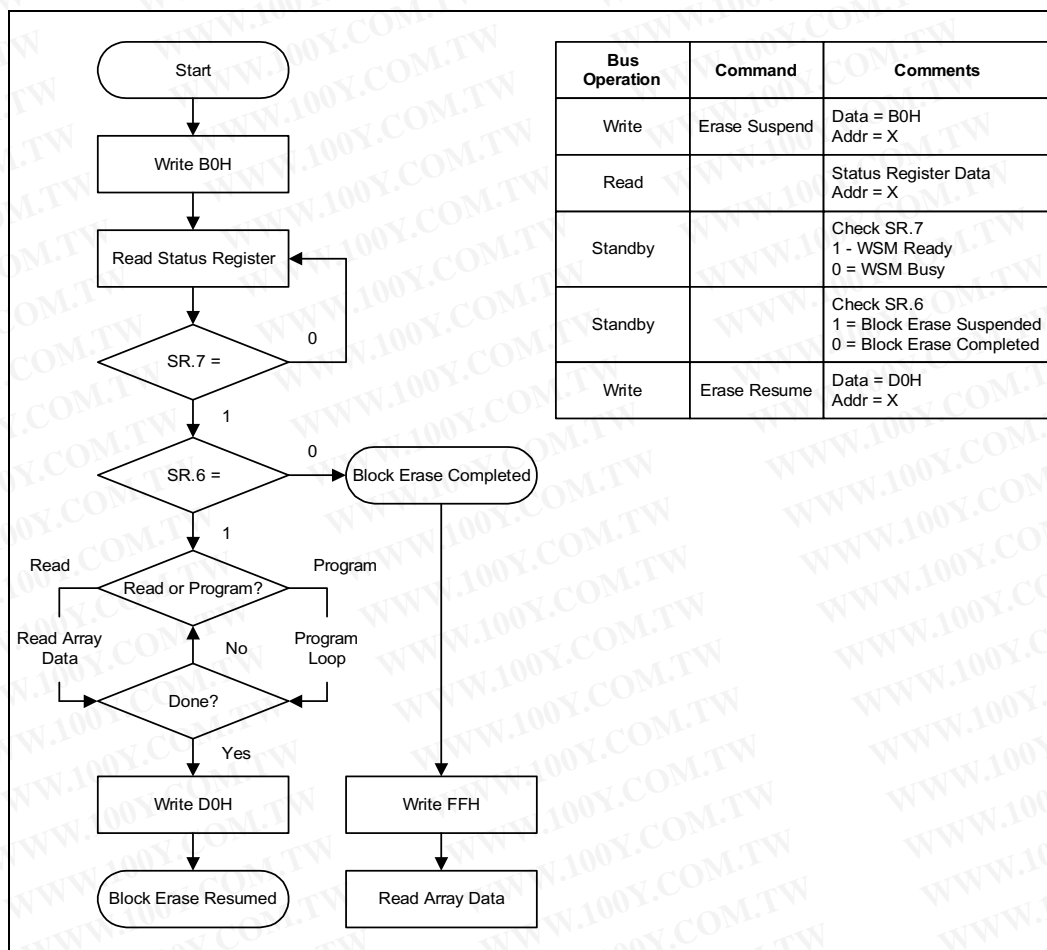 Start
Write B0H
Read Status Register
0
SR.7 =
1
0
SR.6 =
Block Erase Completed
1
Read
Program
Read or Program?
Read Array
Data
No
Program
Loop
Done?
Yes
Write D0H
Write FFH
Block Erase Resumed
Read Array Data
Bus
Operation
Command
Comments
Write
Erase Suspend
Data = B0H
Addr = X
Read
Status Register Data
Addr = X
Standby
Check SR.7
1 - WSM Ready
0 = WSM Busy
Standby
Check SR.6
1 = Block Erase Suspended
0 = Block Erase Completed
Write
Erase Resume
Data = D0H
Addr = X
WWW.100Y.COM.TW